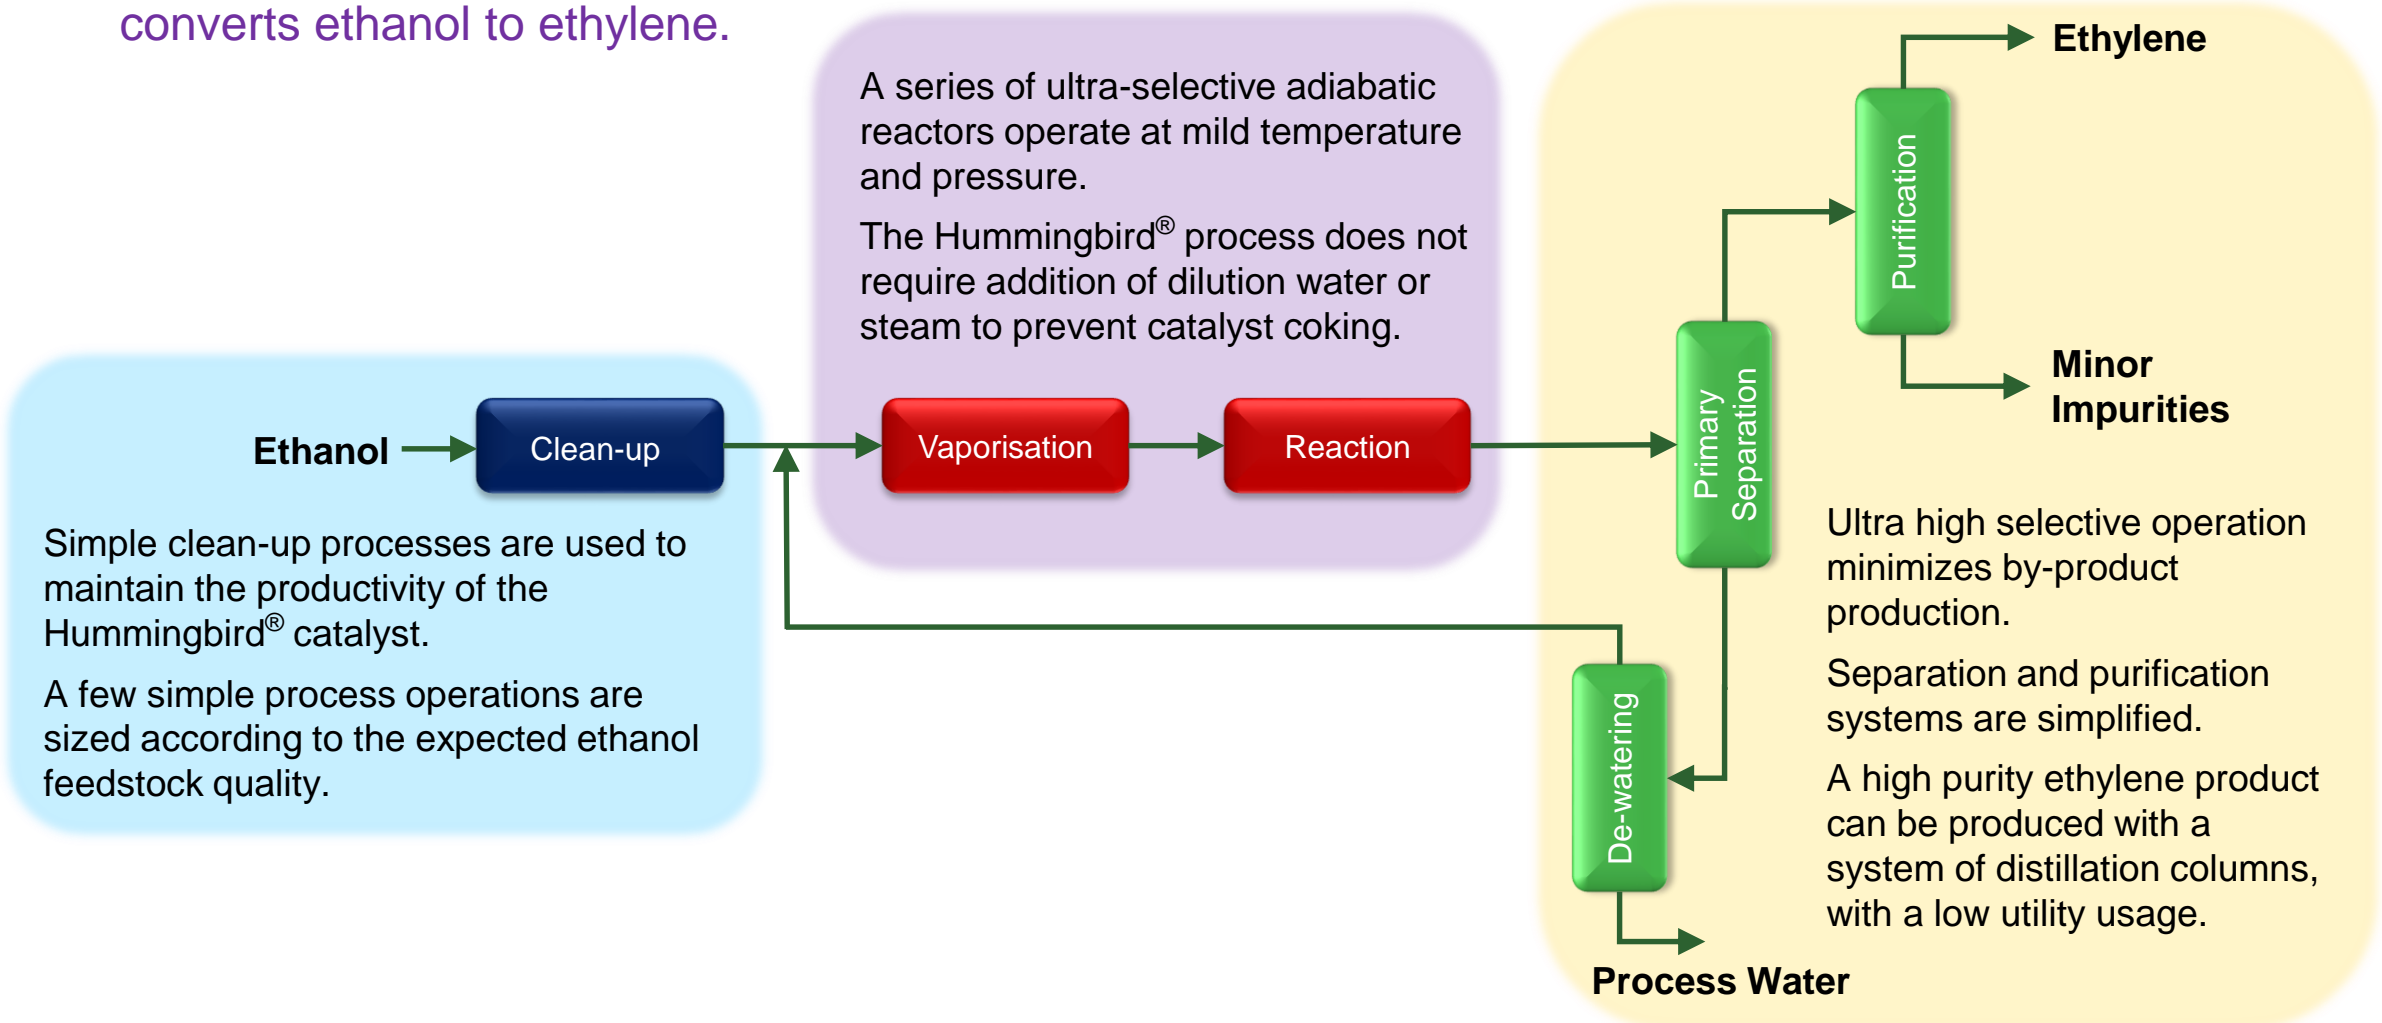 converts ethanol to ethylene.
A series of ultra-selective adiabatic
reactors operate at mild temperature
and pressure.
The Hummingbird® process does not
require addition of dilution water or
steam to prevent catalyst coking.
Ethanol
Clean-up
Vaporisation
Reaction
Simple clean-up processes are used to
maintain the productivity of the
Hummingbird® catalyst.
A few simple process operations are
sized according to the expected ethanol
feedstock quality.
Primary
Separation
Purification
Ethylene
Minor
Impurities
De-watering
Process Water
Ultra high selective operation
minimizes by-product
production.
Separation and purification
systems are simplified.
A high purity ethylene product
can be produced with a
system of distillation columns,
with a low utility usage.